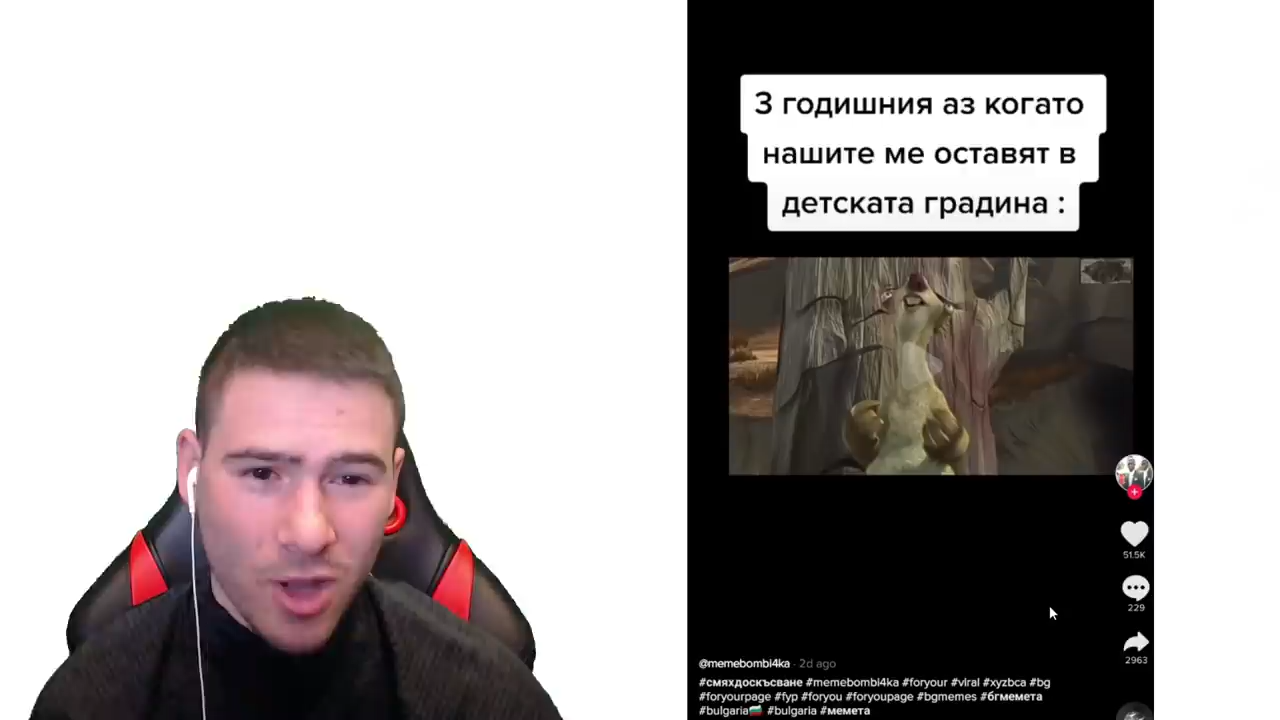 3 годишния аз когато
нашите ме оставят в
детската градина :
51.5K
229
2963
@memebombi4ka · 2d ago
#смяхдоскъсване #memebombi4ka #foryour #viral #xyzbca #bg
#foryourpage #fyp #foryou #foryoupage #bgmemes #бгмемета
#bulgaria🇧🇬 #bulgaria #мемета